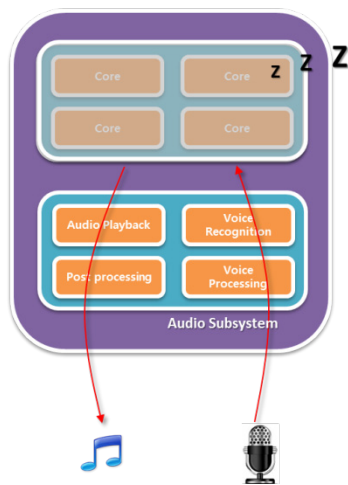 Z
Z
Core
Core Z
Core
Core
Audio Playback
Voice
Recognition
Post processing
Voice
Processing
Audio Subsystem